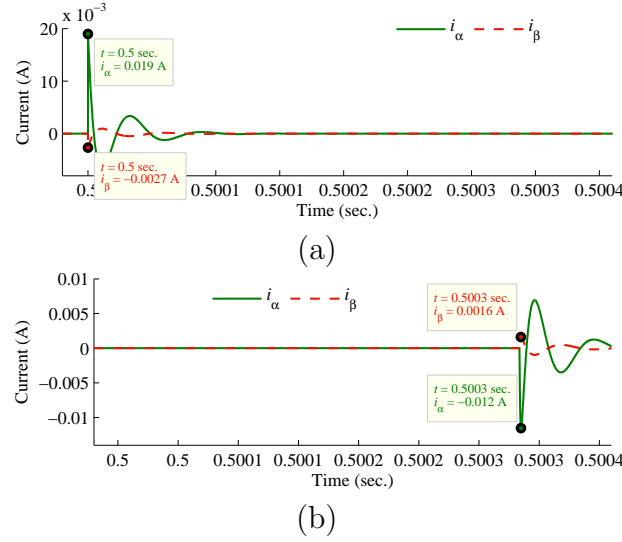 x 10⁻³
20
10
0
Current (A)
i_α i_β
t = 0.5 sec.
i_α = 0.019 A
t = 0.5 sec.
i_β = −0.0027 A
0.5 0.5001 0.5001 0.5002 0.5002 0.5003 0.5003 0.5004
Time (sec.)
(a)
0.01
0.005
0
−0.005
−0.01
Current (A)
i_α i_β
t = 0.5003 sec.
i_β 0.0016 A
t = 0.5003 sec.
i_α = −0.012 A
0.5 0.5 0.5001 0.5001 0.5002 0.5002 0.5003 0.5003 0.5004
Time (sec.)
(b)